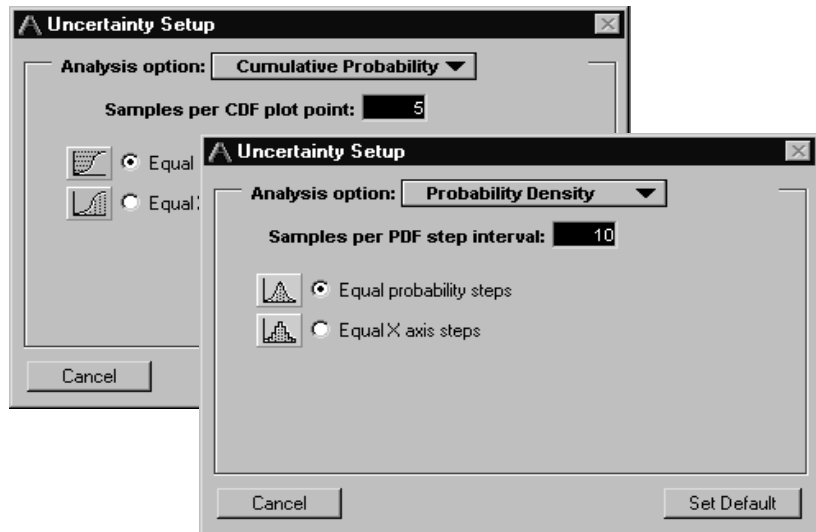 Uncertainty Setup
Analysis option: Cumulative Probability
Samples per CDF plot point: 5
Equal
Equal
Cancel
Uncertainty Setup
Analysis option: Probability Density
Samples per PDF step interval: 10
Equal probability steps
Equal X axis steps
Cancel
Set Default